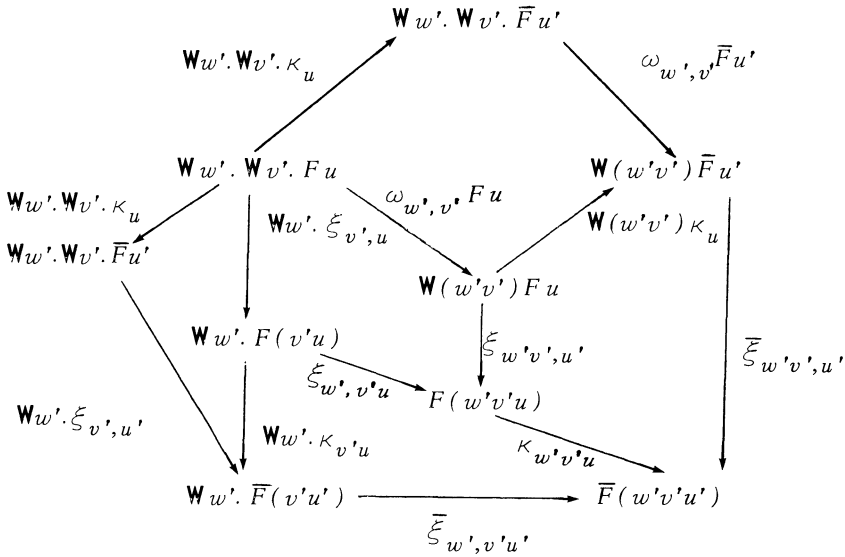 𝐖w'.𝐖v'.F̅u'
𝐖w'.𝐖v'.κ_u
ω_{w',v'}F̅u'
𝐖w'.𝐖v'.Fu
𝐖(w'v')F̅u'
𝐖w'.𝐖v'.κ_u
ω_{w',v'}Fu
𝐖w'.ξ_{v',u}
𝐖(w'v')κ_u
𝐖w'.𝐖v'.F̅u'
𝐖(w'v')Fu
𝐖w'.F(v'u)
ξ_{w'v',u'}
ξ̅_{w'v',u'}
ξ_{w',v'u}
F(w'v'u)
𝐖w'.ξ_{v',u'}
𝐖w'.κ_{v'u}
κ_{w'v'u}
𝐖w'.F̅(v'u')
F̅(w'v'u')
ξ̅_{w',v'u'}